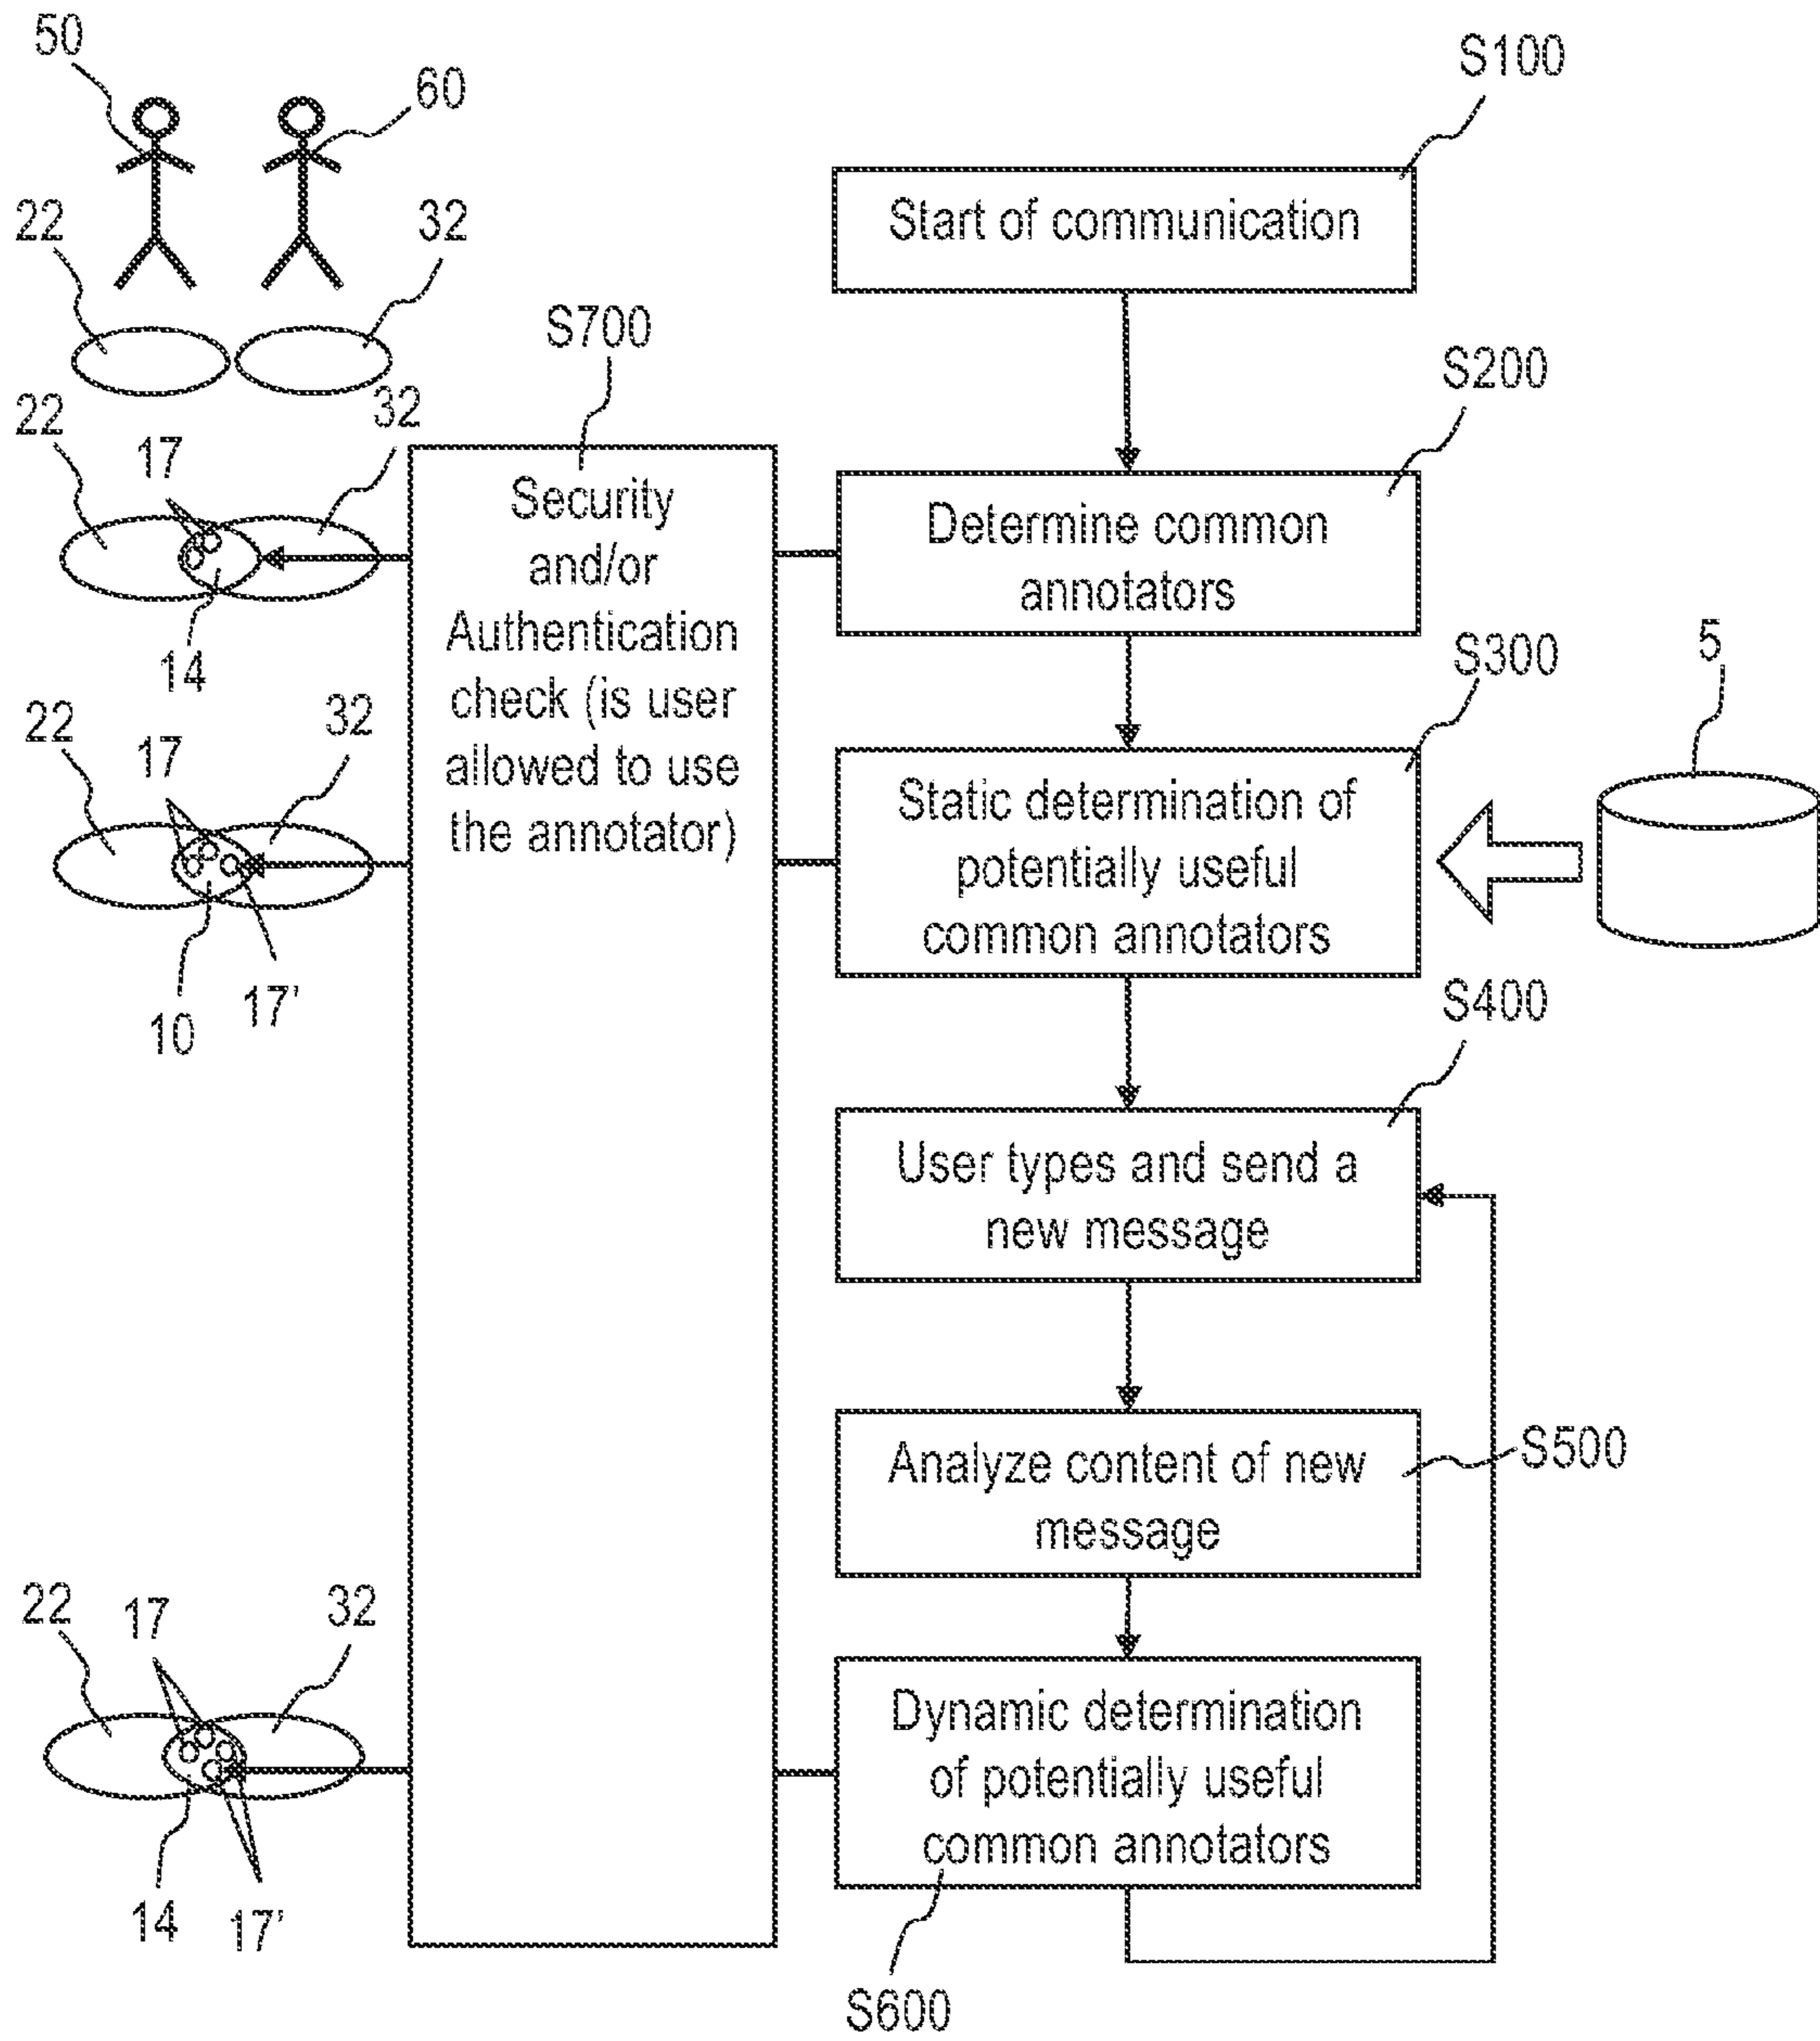 50
60
S100
22
32
Start of communication
S700
S200
22
32
17
Security
and/or
Authentication
check (is user
allowed to use
the annotator)
Determine common
annotators
14
S300
5
22
17
32
Static determination of
potentially useful
common annotators
17’
10
S400
User types and send a
new message
Analyze content of new
message
S500
22
17
32
Dynamic determination
of potentially useful
common annotators
14
17’
S600